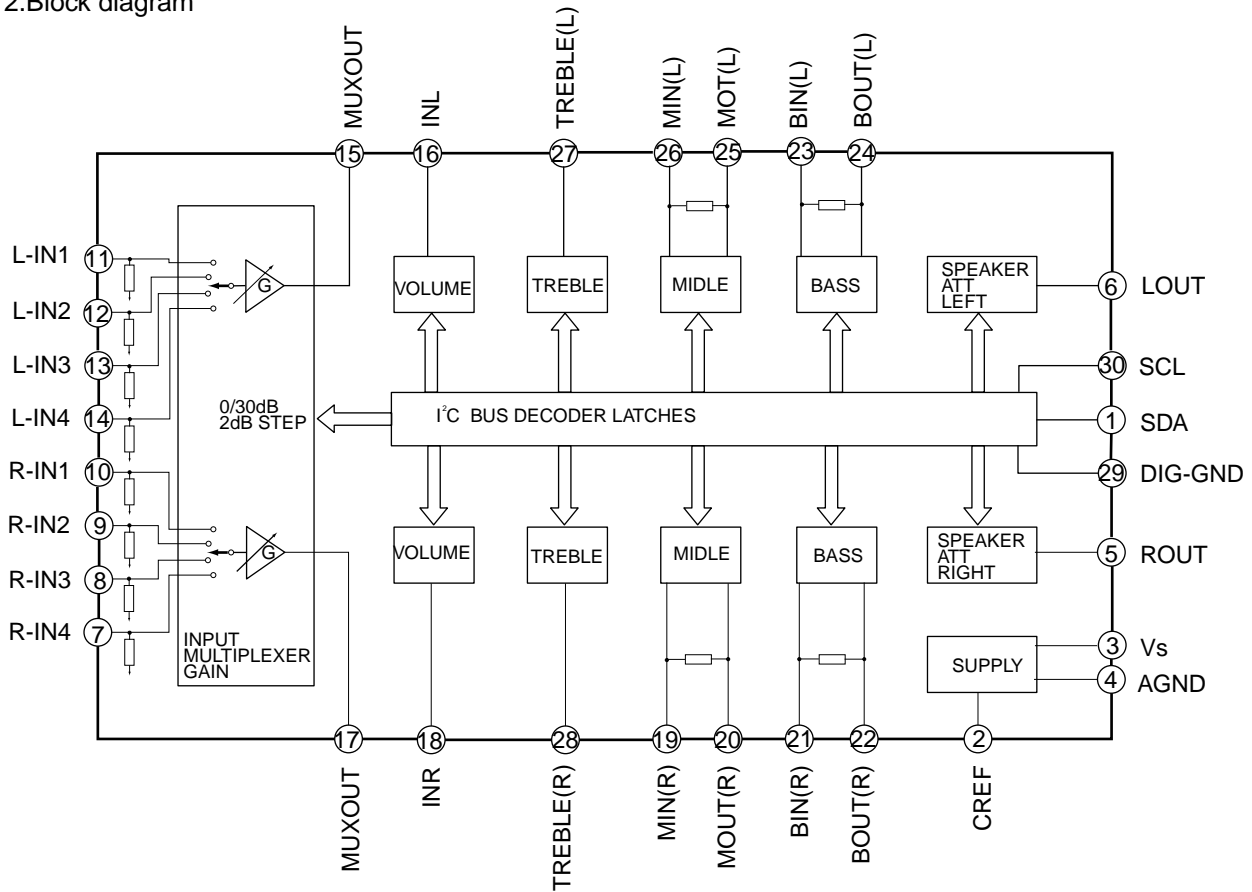 2.Block diagram
MUXOUT
INL
TREBLE(L)
MIN(L)
MOT(L)
BIN(L)
BOUT(L)
15
16
27
26
25
23
24
L-IN1
11
L-IN2
12
L-IN3
13
L-IN4
14
R-IN1
10
R-IN2
9
R-IN3
8
R-IN4
7
G
G
0/30dB
2dB STEP
INPUT
MULTIPLEXER
GAIN
VOLUME
TREBLE
MIDLE
BASS
SPEAKER
ATT
LEFT
I²C BUS DECODER LATCHES
VOLUME
TREBLE
MIDLE
BASS
SPEAKER
ATT
RIGHT
SUPPLY
6
LOUT
30
SCL
1
SDA
29
DIG-GND
5
ROUT
3
Vs
4
AGND
17
18
28
19
20
21
22
2
MUXOUT
INR
TREBLE(R)
MIN(R)
MOUT(R)
BIN(R)
BOUT(R)
CREF